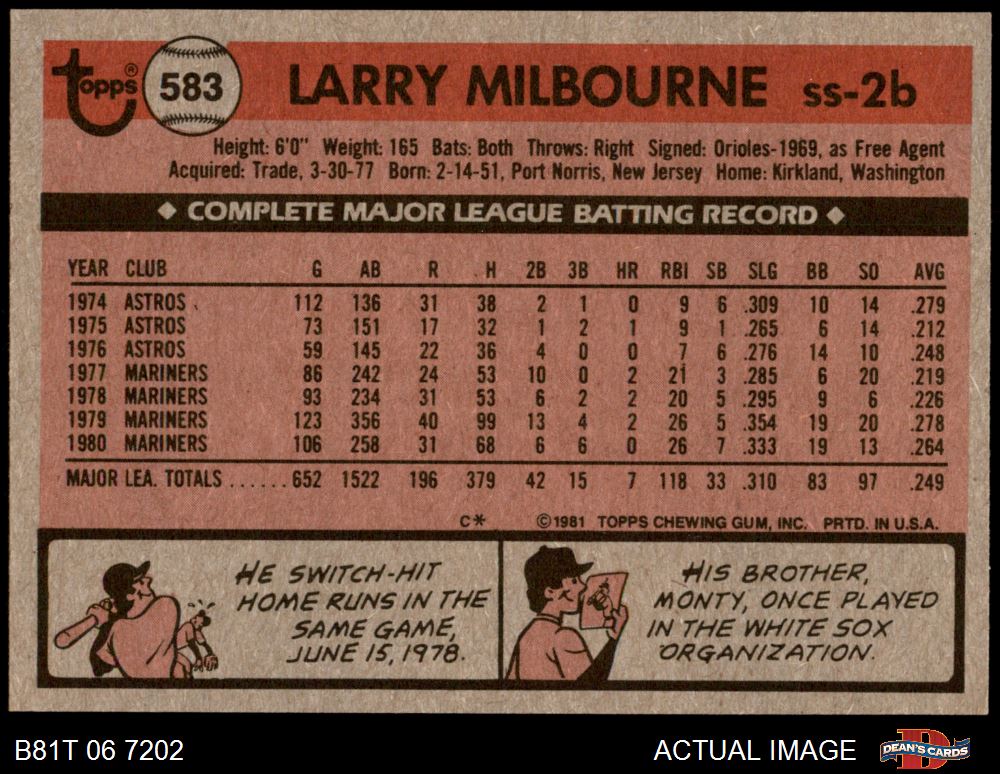 topps® 583 LARRY MILBOURNE ss-2b
Height: 6'0" Weight: 165 Bats: Both Throws: Right Signed: Orioles-1969, as Free Agent
Acquired: Trade, 3-30-77 Born: 2-14-51, Port Norris, New Jersey Home: Kirkland, Washington
◆ COMPLETE MAJOR LEAGUE BATTING RECORD ◆
YEAR CLUB G AB R H 2B 3B HR RBI SB SLG BB SO AVG
1974 ASTROS 112 136 31 38 2 1 0 9 6 .309 10 14 .279
1975 ASTROS 73 151 17 32 1 2 1 9 1 .265 6 14 .212
1976 ASTROS 59 145 22 36 4 0 0 7 6 .276 14 10 .248
1977 MARINERS 86 242 24 53 10 0 2 21 3 .285 6 20 .219
1978 MARINERS 93 234 31 53 6 2 2 20 5 .295 9 6 .226
1979 MARINERS 123 356 40 99 13 4 2 26 5 .354 19 20 .278
1980 MARINERS 106 258 31 68 6 6 0 26 7 .333 19 13 .264
MAJOR LEA. TOTALS ......652 1522 196 379 42 15 7 118 33 .310 83 97 .249
C* ©1981 TOPPS CHEWING GUM, INC. PRTD. IN U.S.A.
HE SWITCH-HIT
HOME RUNS IN THE
SAME GAME,
JUNE 15, 1978.
HIS BROTHER,
MONTY, ONCE PLAYED
IN THE WHITE SOX
ORGANIZATION.
B81T 06 7202 ACTUAL IMAGE DEAN'S CARDS